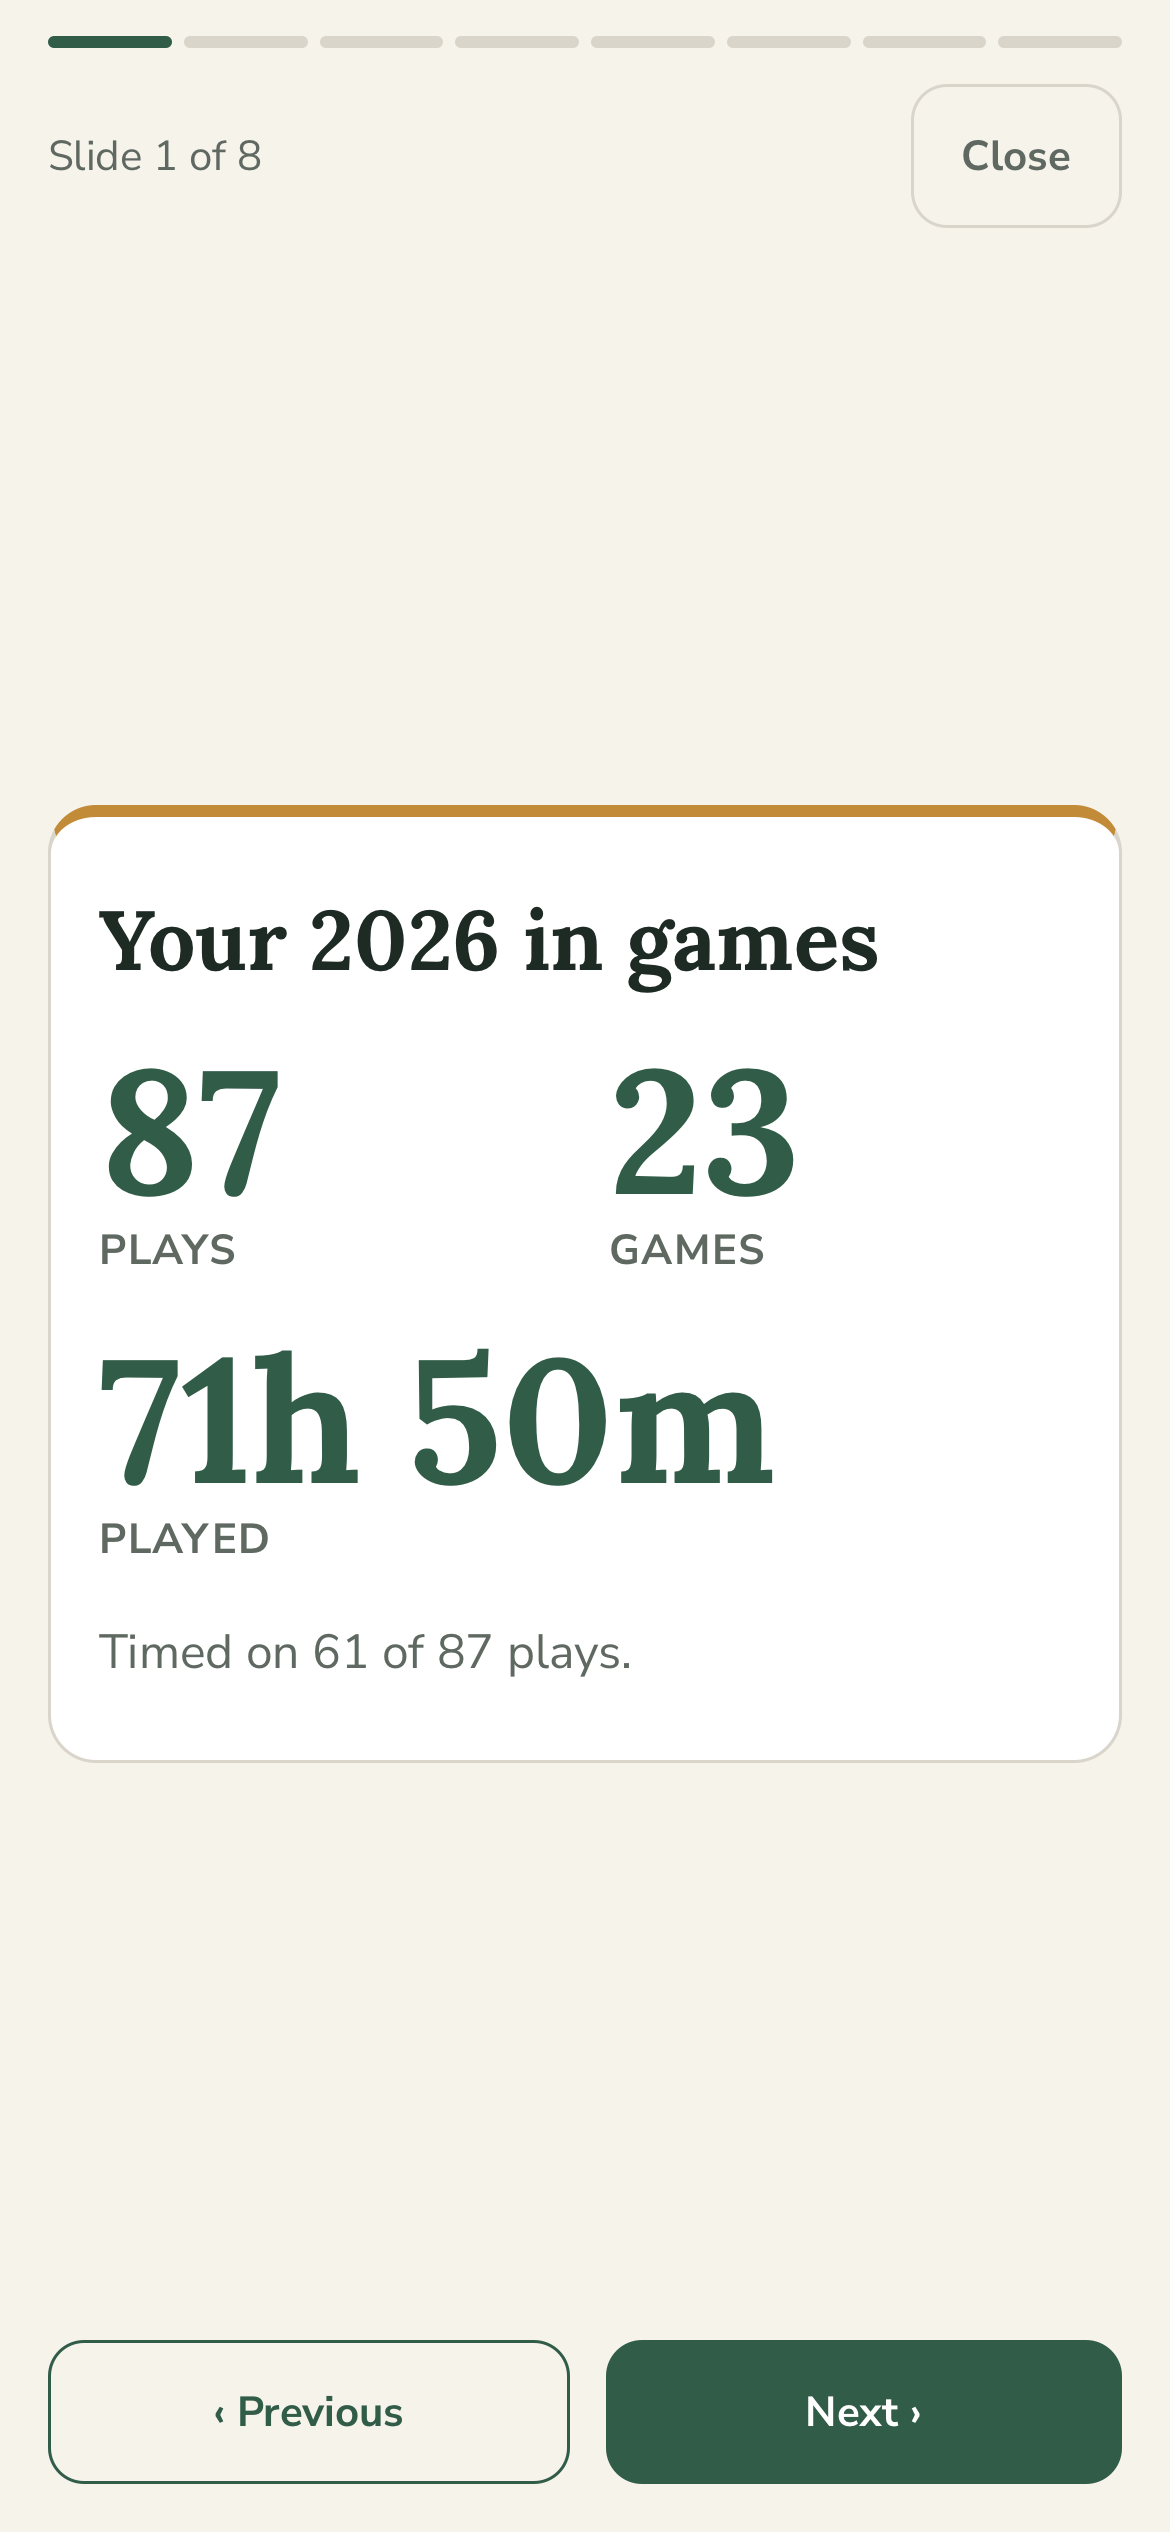 Slide 1 of 8
Close
Your 2026 in games
87
PLAYS
23
GAMES
71h 50m
PLAYED
Timed on 61 of 87 plays.
‹ Previous
Next ›